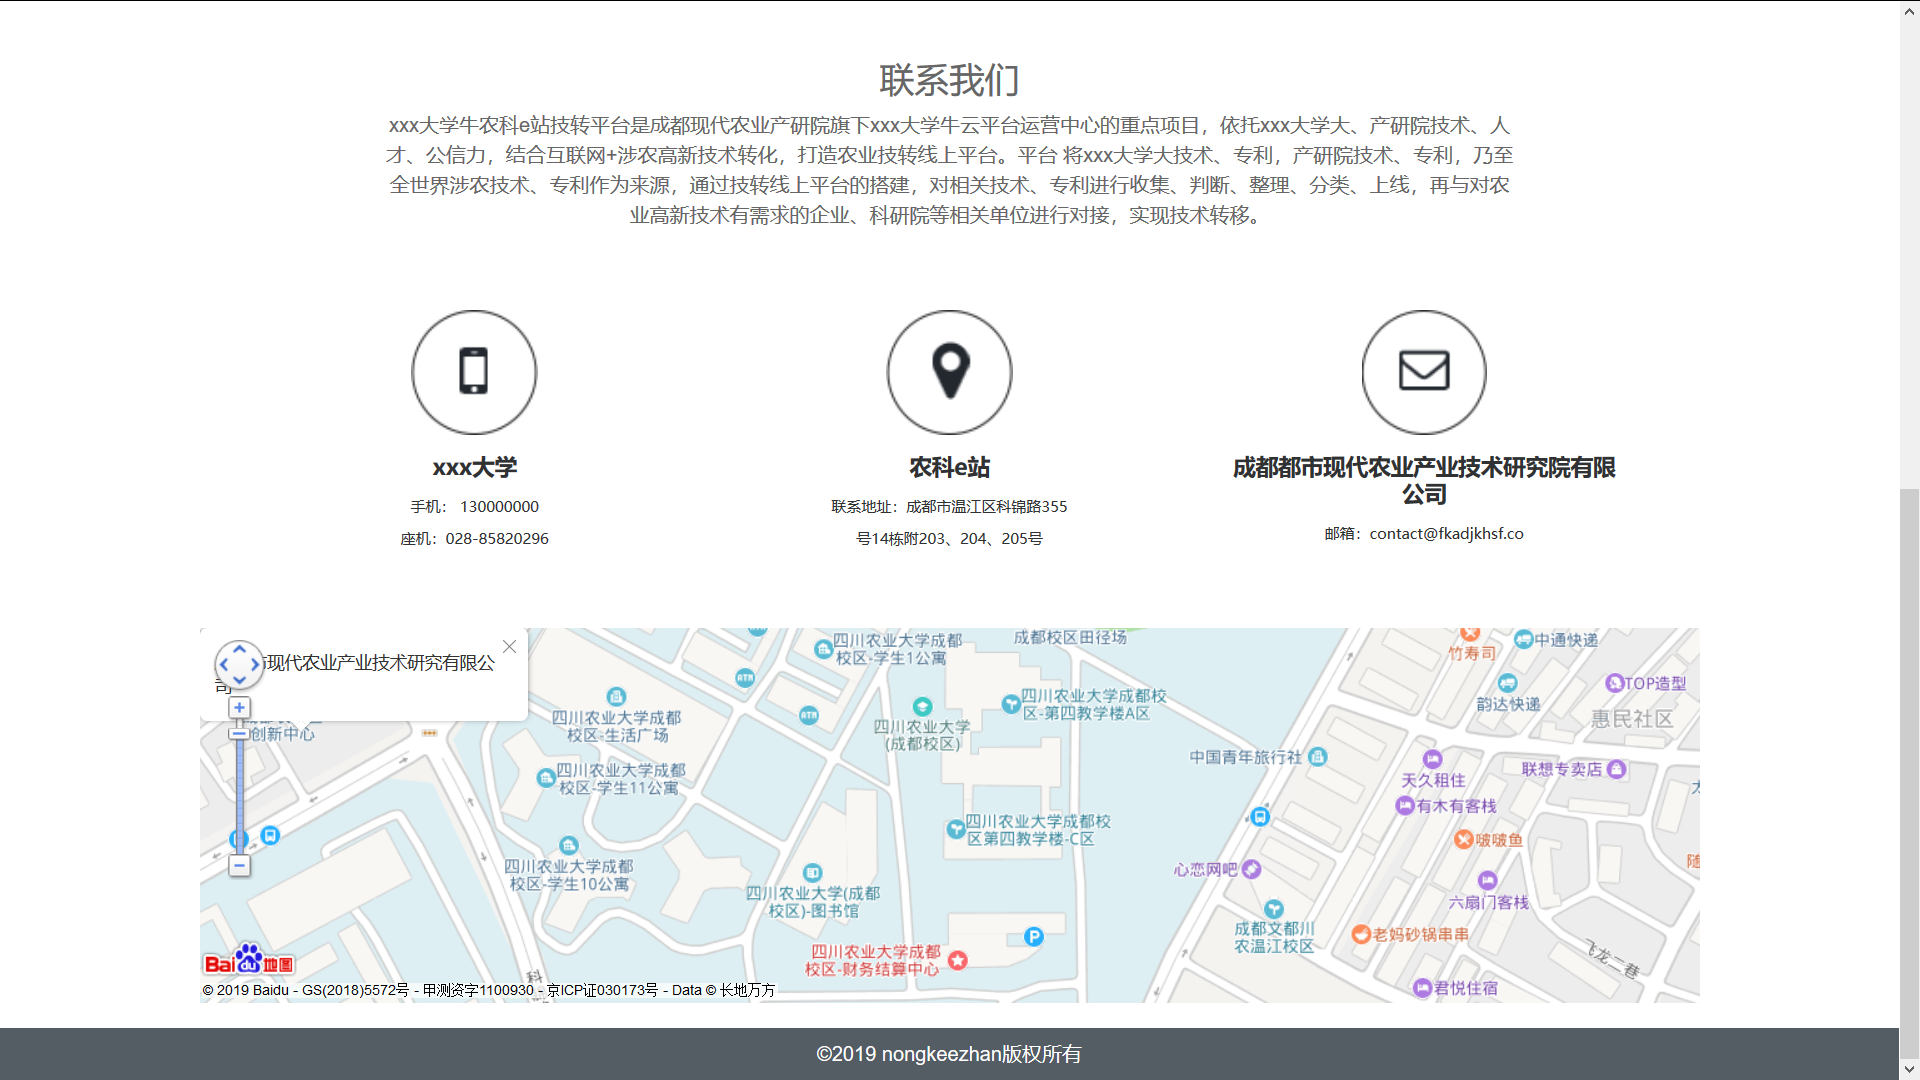 联系我们
xxx大学牛农科e站技转平台是成都现代农业产研院旗下xxx大学牛云平台运营中心的重点项目，依托xxx大学大、产研院技术、人
才、公信力，结合互联网+涉农高新技术转化，打造农业技转线上平台。平台 将xxx大学大技术、专利，产研院技术、专利，乃至
全世界涉农技术、专利作为来源，通过技转线上平台的搭建，对相关技术、专利进行收集、判断、整理、分类、上线，再与对农
业高新技术有需求的企业、科研院等相关单位进行对接，实现技术转移。
xxx大学
手机： 130000000
座机：028-85820296
农科e站
联系地址：成都市温江区科锦路355
号14栋附203、204、205号
成都都市现代农业产业技术研究院有限
公司
邮箱：contact@fkadjkhsf.co
市现代农业产业技术研究有限公
司
创新中心
四川农业大学成都
校区-学生1公寓
成都校区田径场
竹寿司
中通快递
ATM
ATM
四川农业大学成都
校区-生活广场
四川农业大学
(成都校区)
四川农业大学成都校
区-第四教学楼A区
韵达快递
TOP造型
惠民社区
中国青年旅行社
天久租住
联想专卖店
四川农业大学成都
校区-学生11公寓
有木有客栈
四川农业大学成都校
区第四教学楼-C区
啵啵鱼
四川农业大学成都
校区-学生10公寓
四川农业大学(成都
校区)-图书馆
心恋网吧
随
六扇门客栈
成都文都川
农温江校区
老妈砂锅串串
四川农业大学成都
校区-财务结算中心
P
飞龙二巷
科
君悦住宿
Bai du 地图
© 2019 Baidu - GS(2018)5572号 - 甲测资字1100930 - 京ICP证030173号 - Data © 长地万方
©2019 nongkeezhan版权所有